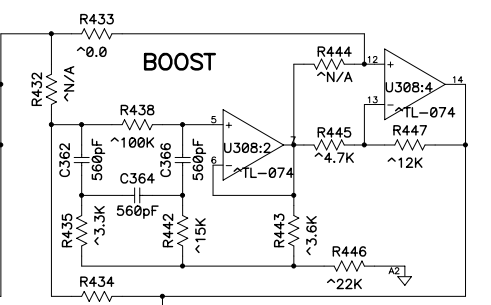 R433
^0.0
BOOST
R444
^N/A
12
+
U308:4
14
13
-
^TL-074
R432
^N/A
R438
^100K
5
+
U308:2
7
6
-
^TL-074
R445
^4.7K
R447
^12K
C362
560pF
C366
560pF
C364
560pF
R435
^3.3K
R442
^15K
R443
^3.6K
R446
^22K
A2
R434